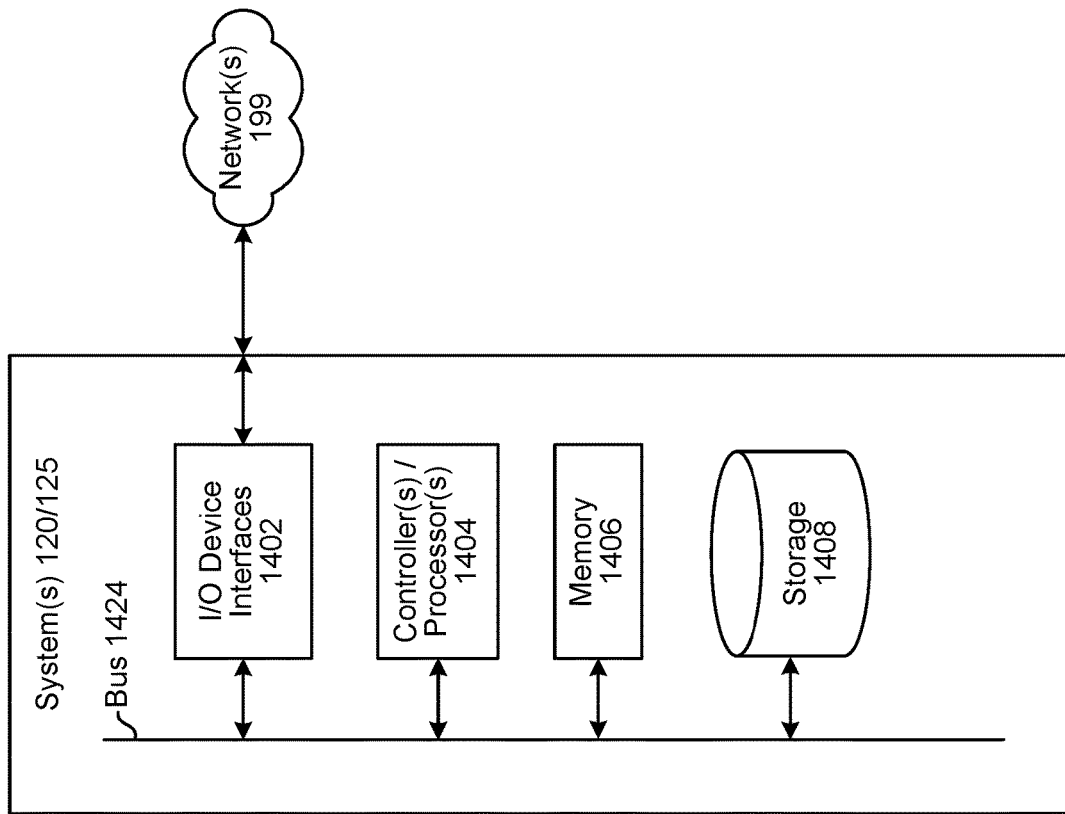 System(s) 120/125
Bus 1424
I/O Device
Interfaces
1402
Controller(s) /
Processor(s)
1404
Memory
1406
Storage
1408
Network(s)
199